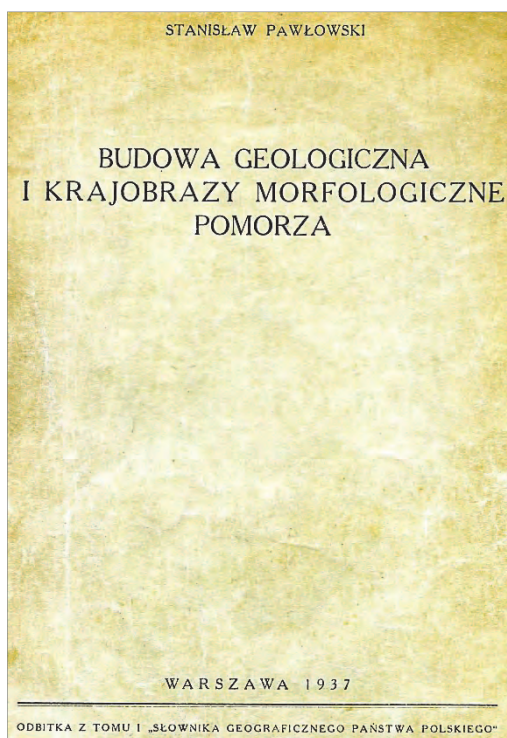 STANISŁAW PAWŁOWSKI
BUDOWA GEOLOGICZNA
I KRAJOBRAZY MORFOLOGICZNE
POMORZA
WARSZAWA 1937
ODBITKA Z TOMU I „SŁOWNIKA GEOGRAFICZNEGO PAŃSTWA POLSKIEGO"